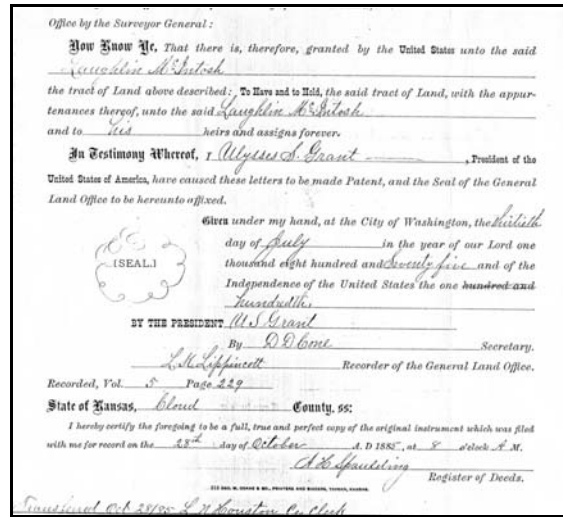 Office by the Surveyor General:
Now Know Ye, That there is, therefore, granted by the United States unto the said
Laughlin McIntosh
the tract of Land above described: To Have and to Hold, the said tract of Land, with the appur-
tenances thereof, unto the said Laughlin McIntosh
and to his heirs and assigns forever.
In Testimony Whereof, I Ulysses S. Grant, President of the
United States of America, have caused these letters to be made Patent, and the Seal of the General
Land Office to be hereunto affixed.
Given under my hand, at the City of Washington, the thirtieth
day of July in the year of our Lord one
[SEAL.]
thousand eight hundred and Seventy five and of the
Independence of the United States the one hundred and
hundredth.
BY THE PRESIDENT U S Grant
By D D Cone Secretary.
Lippincott Recorder of the General Land Office.
Recorded, Vol. 5 Page 229
State of Kansas, Cloud County, ss:
I hereby certify the foregoing to be a full, true and perfect copy of the original instrument which was filed
with me for record on the 28th day of October A. D 1885, at 8 o'clock A M.
Spaulding
Register of Deeds.
Oct 28/85 L N Houston Co Clerk